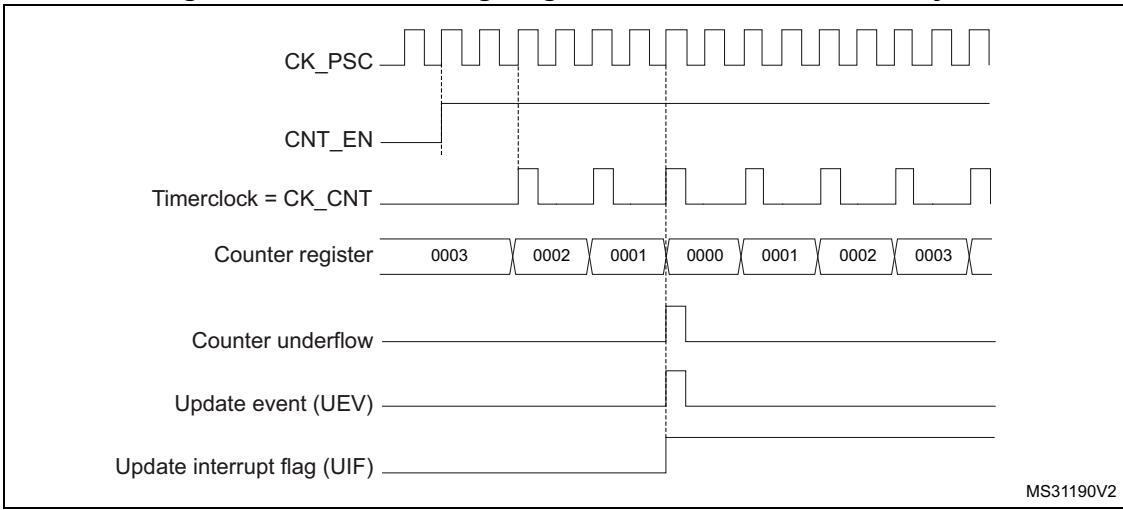 CK_PSC
CNT_EN
Timerclock = CK_CNT
Counter register 0003 0002 0001 0000 0001 0002 0003
Counter underflow
Update event (UEV)
Update interrupt flag (UIF)
MS31190V2